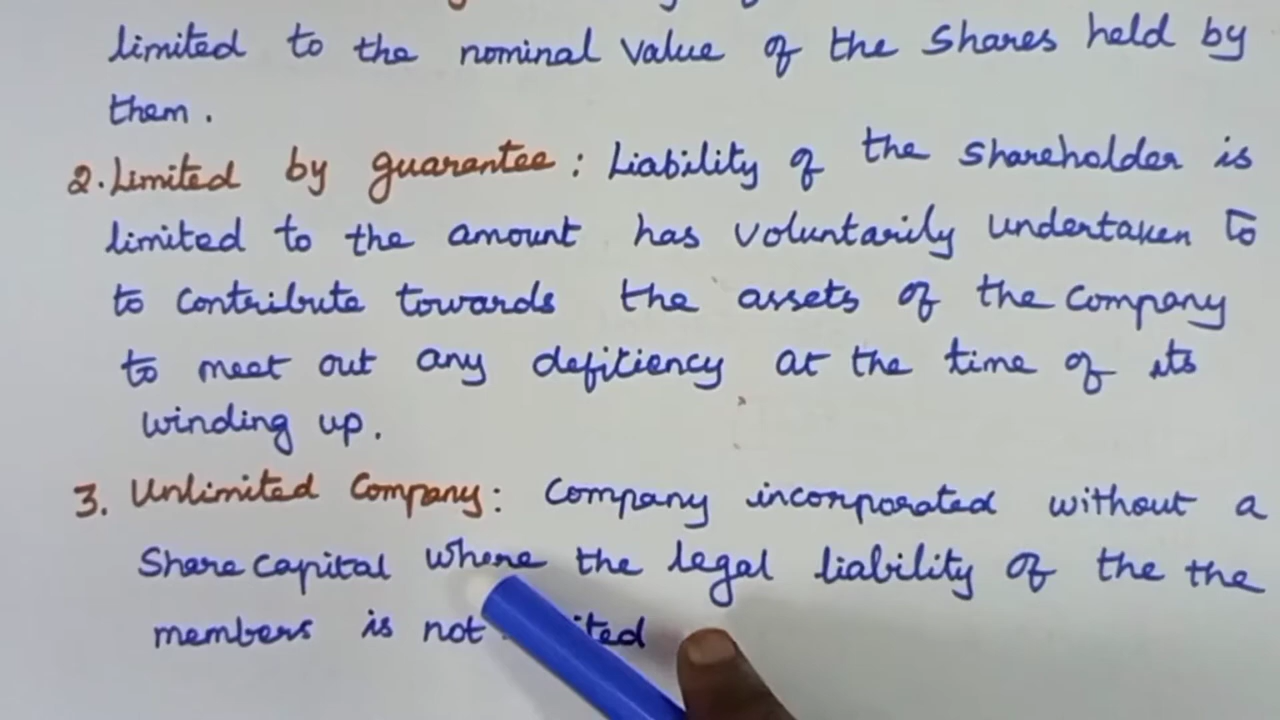 limited to the nominal value of the shares held by
them.
2. Limited by guarantee: Liability of the shareholder is
limited to the amount has voluntarily undertaken to
to contribute towards the assets of the company
to meet out any defitiency at the time of its
winding up.
3. Unlimited Company: Company incorporated without a
Share capital where the legal liability of the the
members is not